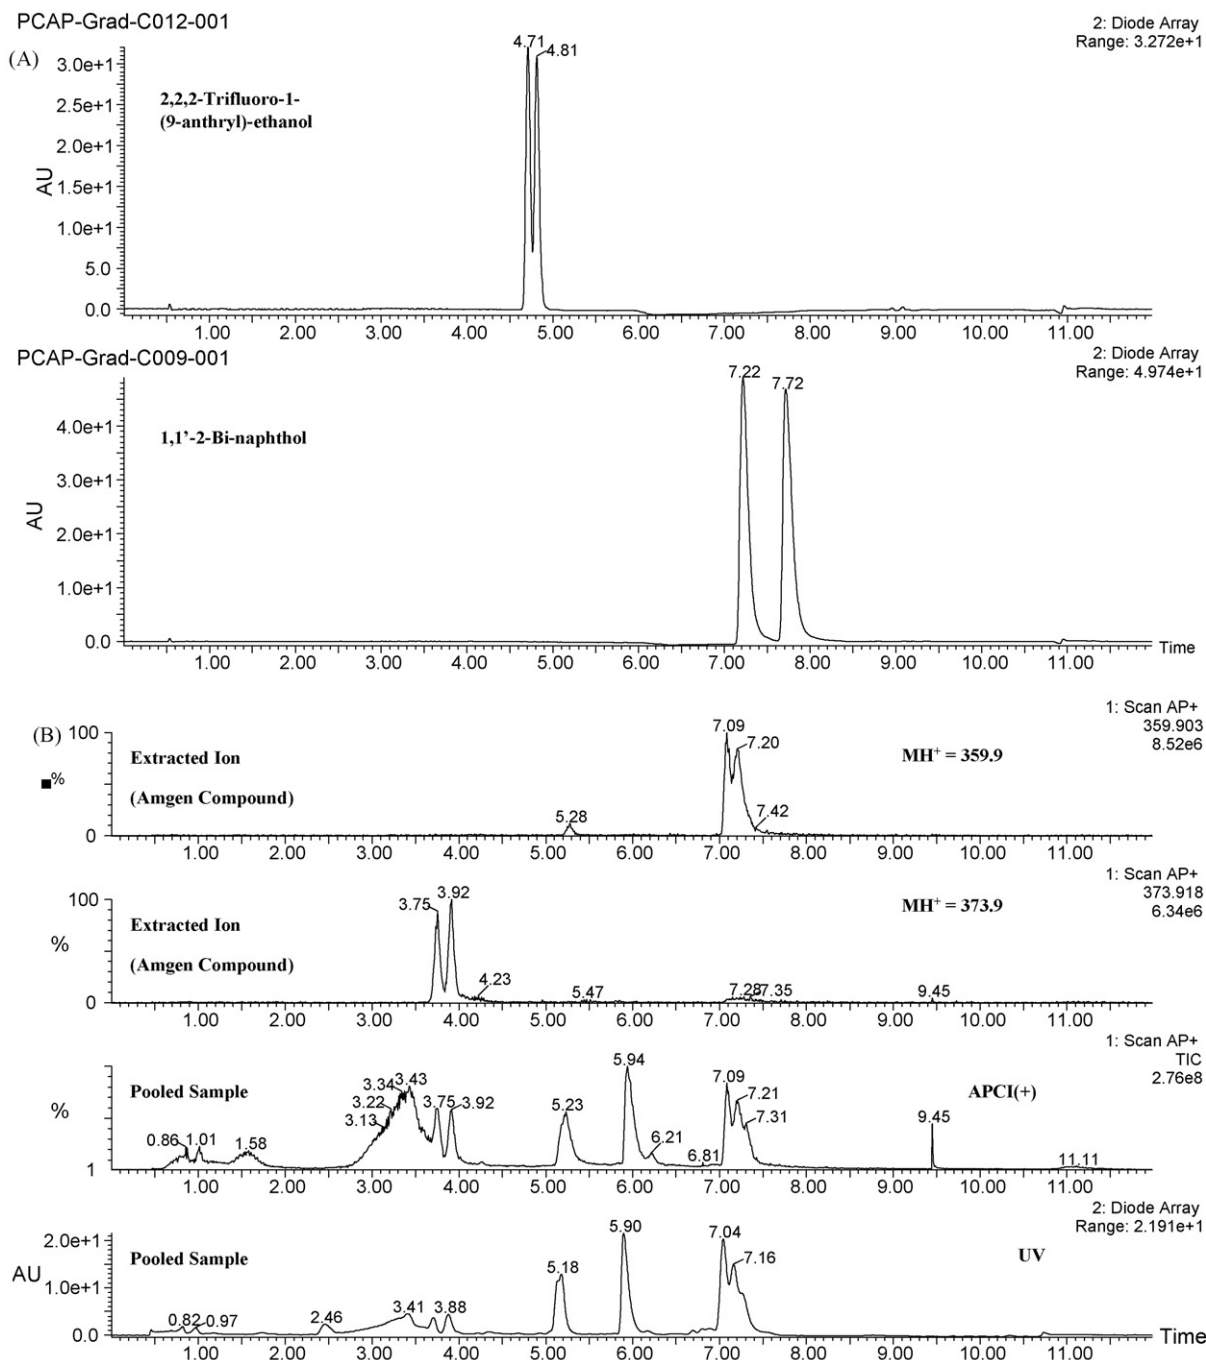 PCAP-Grad-C012-001
2: Diode Array
Range: 3.272e+1
(A)
4.71
4.81
3.0e+1
2,2,2-Trifluoro-1-
(9-anthryl)-ethanol
2.5e+1
2.0e+1
AU
1.5e+1
1.0e+1
5.0
0.0
1.00 2.00 3.00 4.00 5.00 6.00 7.00 8.00 9.00 10.00 11.00
PCAP-Grad-C009-001
2: Diode Array
Range: 4.974e+1
7.22
7.72
4.0e+1
1,1'-2-Bi-naphthol
3.0e+1
AU
2.0e+1
1.0e+1
0.0
Time
1.00 2.00 3.00 4.00 5.00 6.00 7.00 8.00 9.00 10.00 11.00
(B)
1: Scan AP+
359.903
8.52e6
100
7.09
7.20
Extracted Ion
MH+ = 359.9
%
(Amgen Compound)
5.28
7.42
0
1.00 2.00 3.00 4.00 5.00 6.00 7.00 8.00 9.00 10.00 11.00
1: Scan AP+
373.918
6.34e6
100
3.75
3.92
Extracted Ion
MH+ = 373.9
%
(Amgen Compound)
4.23
5.47
7.28
7.35
9.45
0
1.00 2.00 3.00 4.00 5.00 6.00 7.00 8.00 9.00 10.00 11.00
1: Scan AP+
TIC
2.76e8
Pooled Sample
APCI(+)
%
0.86
1.01
1.58
3.13
3.22
3.34
3.43
3.75
3.92
5.23
5.94
6.21
6.81
7.09
7.21
7.31
9.45
11.11
1
1.00 2.00 3.00 4.00 5.00 6.00 7.00 8.00 9.00 10.00 11.00
2: Diode Array
Range: 2.191e+1
2.0e+1
Pooled Sample
UV
AU
1.0e+1
0.82
0.97
2.46
3.41
3.88
5.18
5.90
7.04
7.16
0.0
Time
1.00 2.00 3.00 4.00 5.00 6.00 7.00 8.00 9.00 10.00 11.00